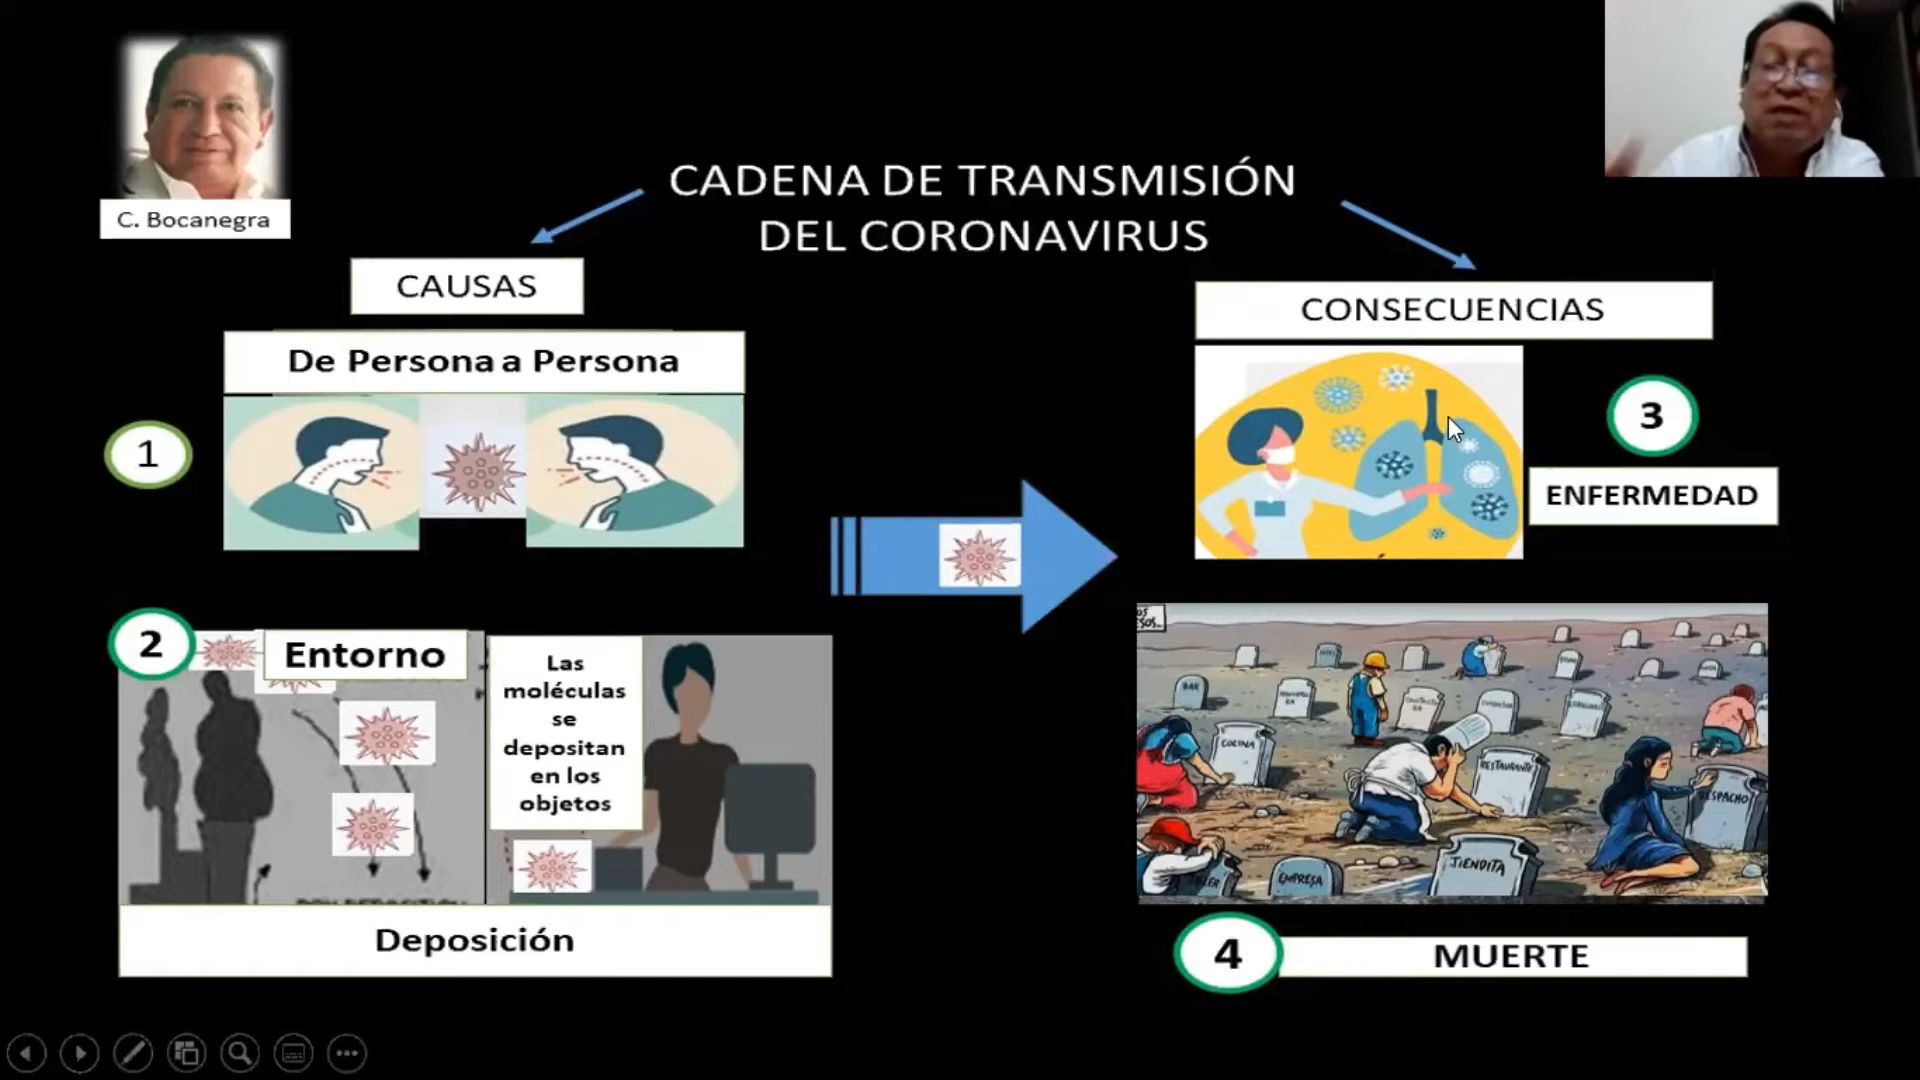 C. Bocanegra
CADENA DE TRANSMISIÓN
DEL CORONAVIRUS
CAUSAS
De Persona a Persona
1
2
Entorno
Las
moléculas
se
depositan
en los
objetos
Deposición
CONSECUENCIAS
3
ENFERMEDAD
BAR
COCINA
RESTAURANTE
DESPACHO
TIENDITA
EMPRESA
4
MUERTE